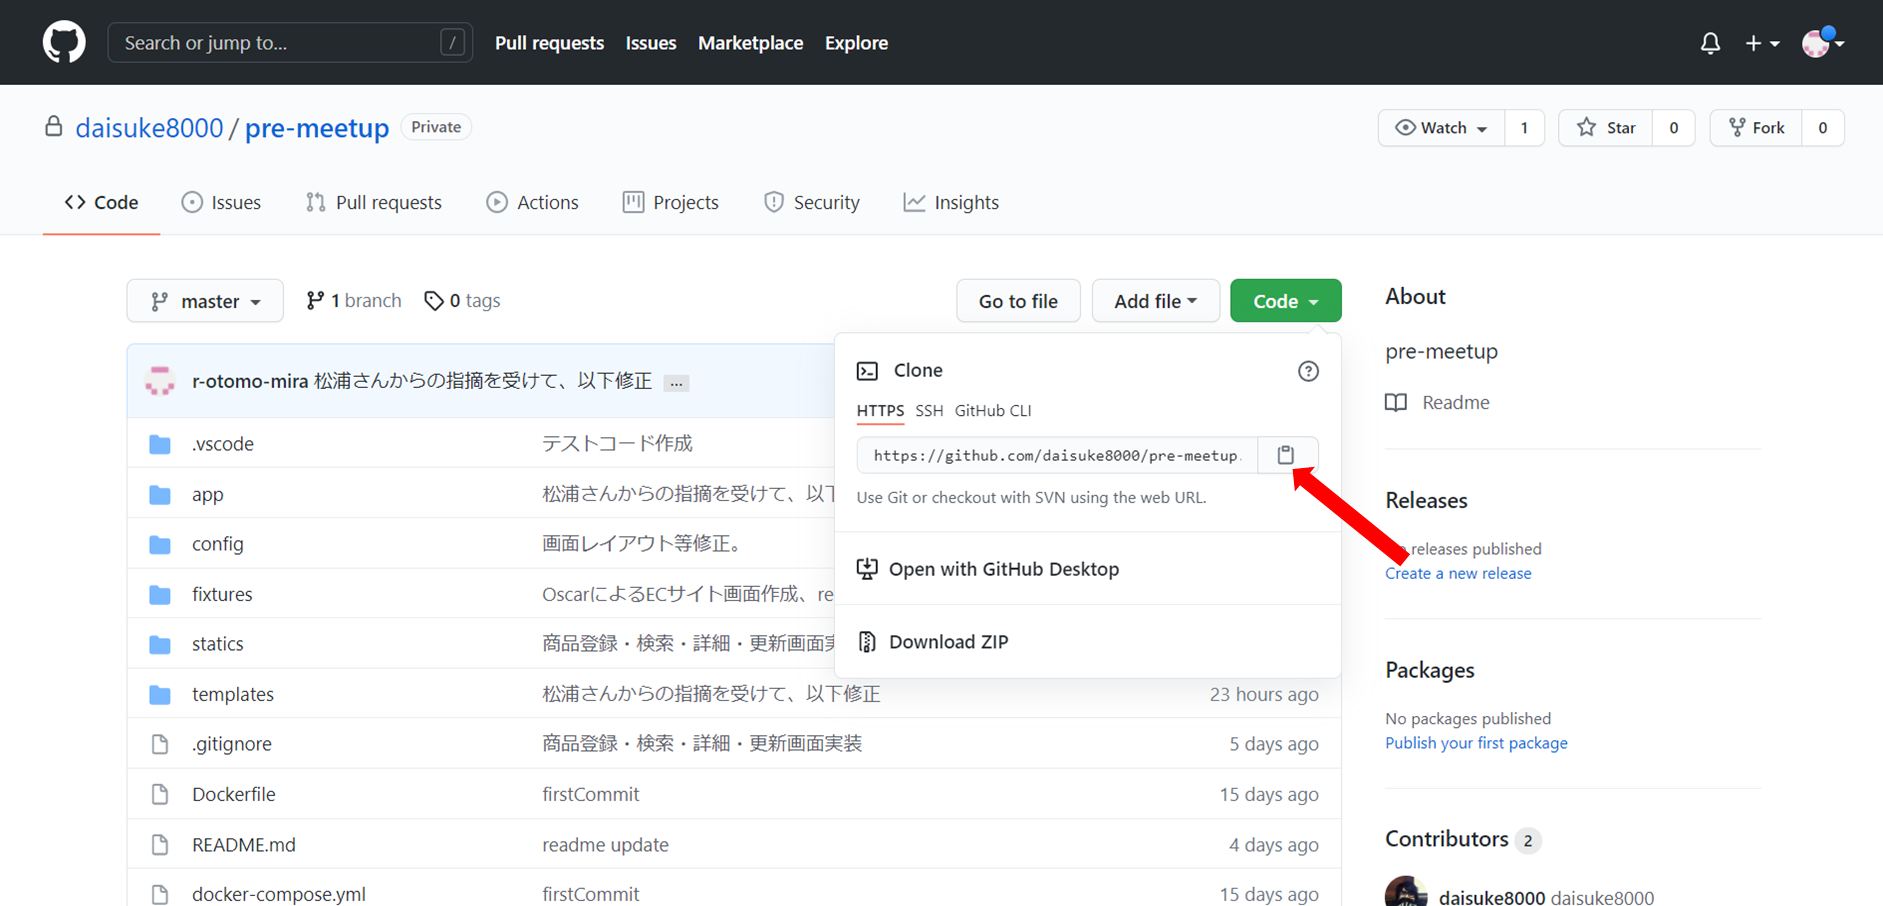 Search or jump to... /
Pull requests Issues Marketplace Explore
daisuke8000 / pre-meetup Private
Watch 1 Star 0 Fork 0
Code Issues Pull requests Actions Projects Security Insights
master 1 branch 0 tags
Go to file Add file Code
r-otomo-mira 松浦さんからの指摘を受けて、以下修正 ...
.vscode テストコード作成
app 松浦さんからの指摘を受けて、以下
config 画面レイアウト等修正。
fixtures OscarによるECサイト画面作成、re
statics 商品登録・検索・詳細・更新画面実
templates 松浦さんからの指摘を受けて、以下修正 23 hours ago
.gitignore 商品登録・検索・詳細・更新画面実装 5 days ago
Dockerfile firstCommit 15 days ago
README.md readme update 4 days ago
docker-compose.yml firstCommit 15 days ago
Clone
HTTPS SSH GitHub CLI
https://github.com/daisuke8000/pre-meetup.
Use Git or checkout with SVN using the web URL.
Open with GitHub Desktop
Download ZIP
About
pre-meetup
Readme
Releases
releases published
Create a new release
Packages
No packages published
Publish your first package
Contributors 2
daisuke8000 daisuke8000